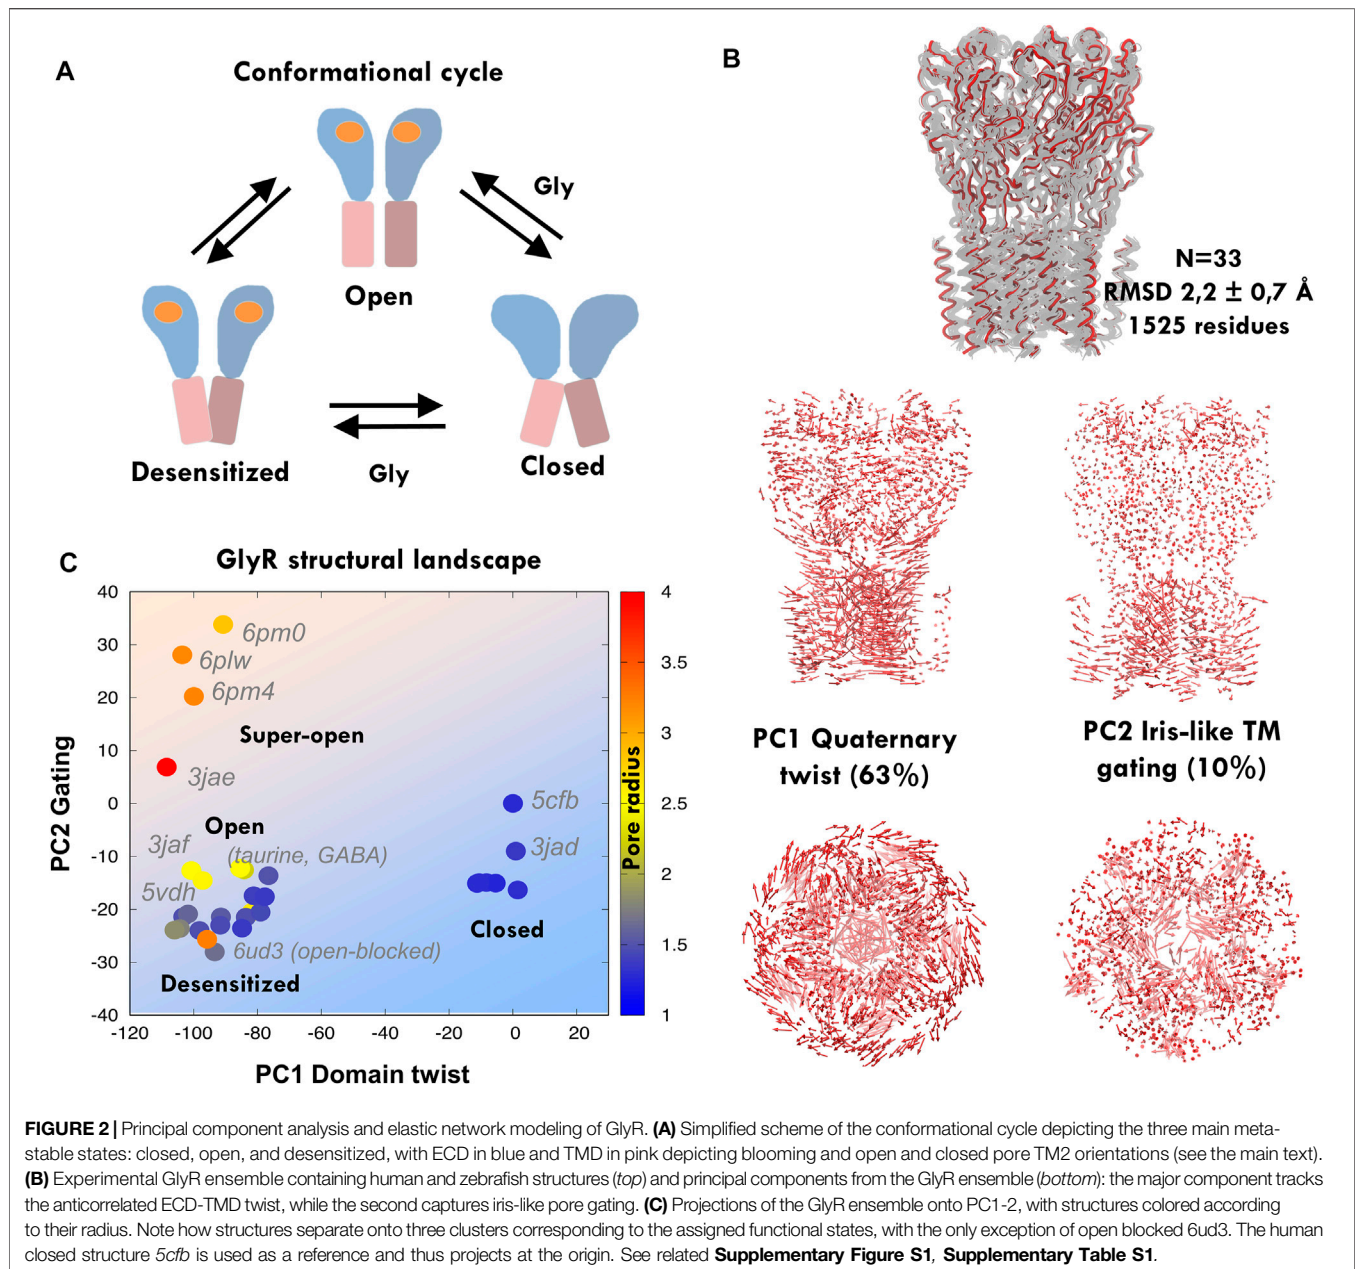 A
Conformational cycle
Open
Gly
Desensitized
Gly
Closed
B
N=33
RMSD 2,2 ± 0,7 Å
1525 residues
PC1 Quaternary
twist (63%)
PC2 Iris-like TM
gating (10%)
C
GlyR structural landscape
40
30
20
10
0
-10
-20
-30
-40
-120
-100
-80
-60
-40
-20
0
20
PC2 Gating
PC1 Domain twist
6pm0
6plw
6pm4
Super-open
3jae
Open
3jaf
(taurine, GABA)
5vdh
6ud3 (open-blocked)
Desensitized
5cfb
3jad
Closed
Pore radius
4
3.5
3
2.5
2
1.5
1
FIGURE 2 | Principal component analysis and elastic network modeling of GlyR. (A) Simplified scheme of the conformational cycle depicting the three main meta-
stable states: closed, open, and desensitized, with ECD in blue and TMD in pink depicting blooming and open and closed pore TM2 orientations (see the main text).
(B) Experimental GlyR ensemble containing human and zebrafish structures (top) and principal components from the GlyR ensemble (bottom): the major component tracks
the anticorrelated ECD-TMD twist, while the second captures iris-like pore gating. (C) Projections of the GlyR ensemble onto PC1-2, with structures colored according
to their radius. Note how structures separate onto three clusters corresponding to the assigned functional states, with the only exception of open blocked 6ud3. The human
closed structure 5cfb is used as a reference and thus projects at the origin. See related Supplementary Figure S1, Supplementary Table S1.